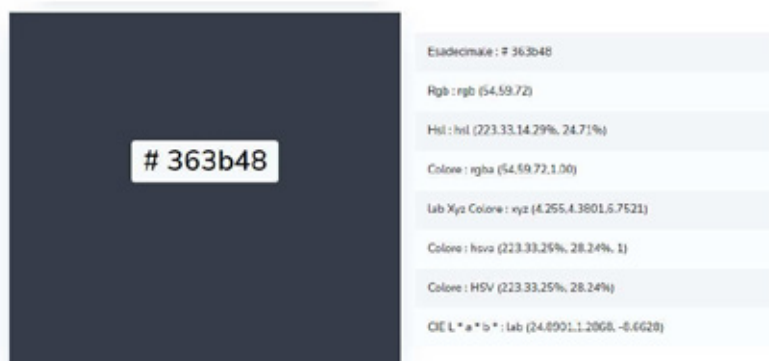 # 363b48
Esadecimale : # 363b48
Rgb : rgb (54,59,72)
Hsl : hsl (223.33,14.29%, 24.71%)
Colore : rgba (54,59,72,1.00)
lab Xyz Colore : xyz (4.255,4.3801,6.7521)
Colore : hsva (223.33,25%, 28.24%, 1)
Colore : HSV (223.33,25%, 28.24%)
CIE L * a * b * : lab (24.8901,1.2868, -8.6628)